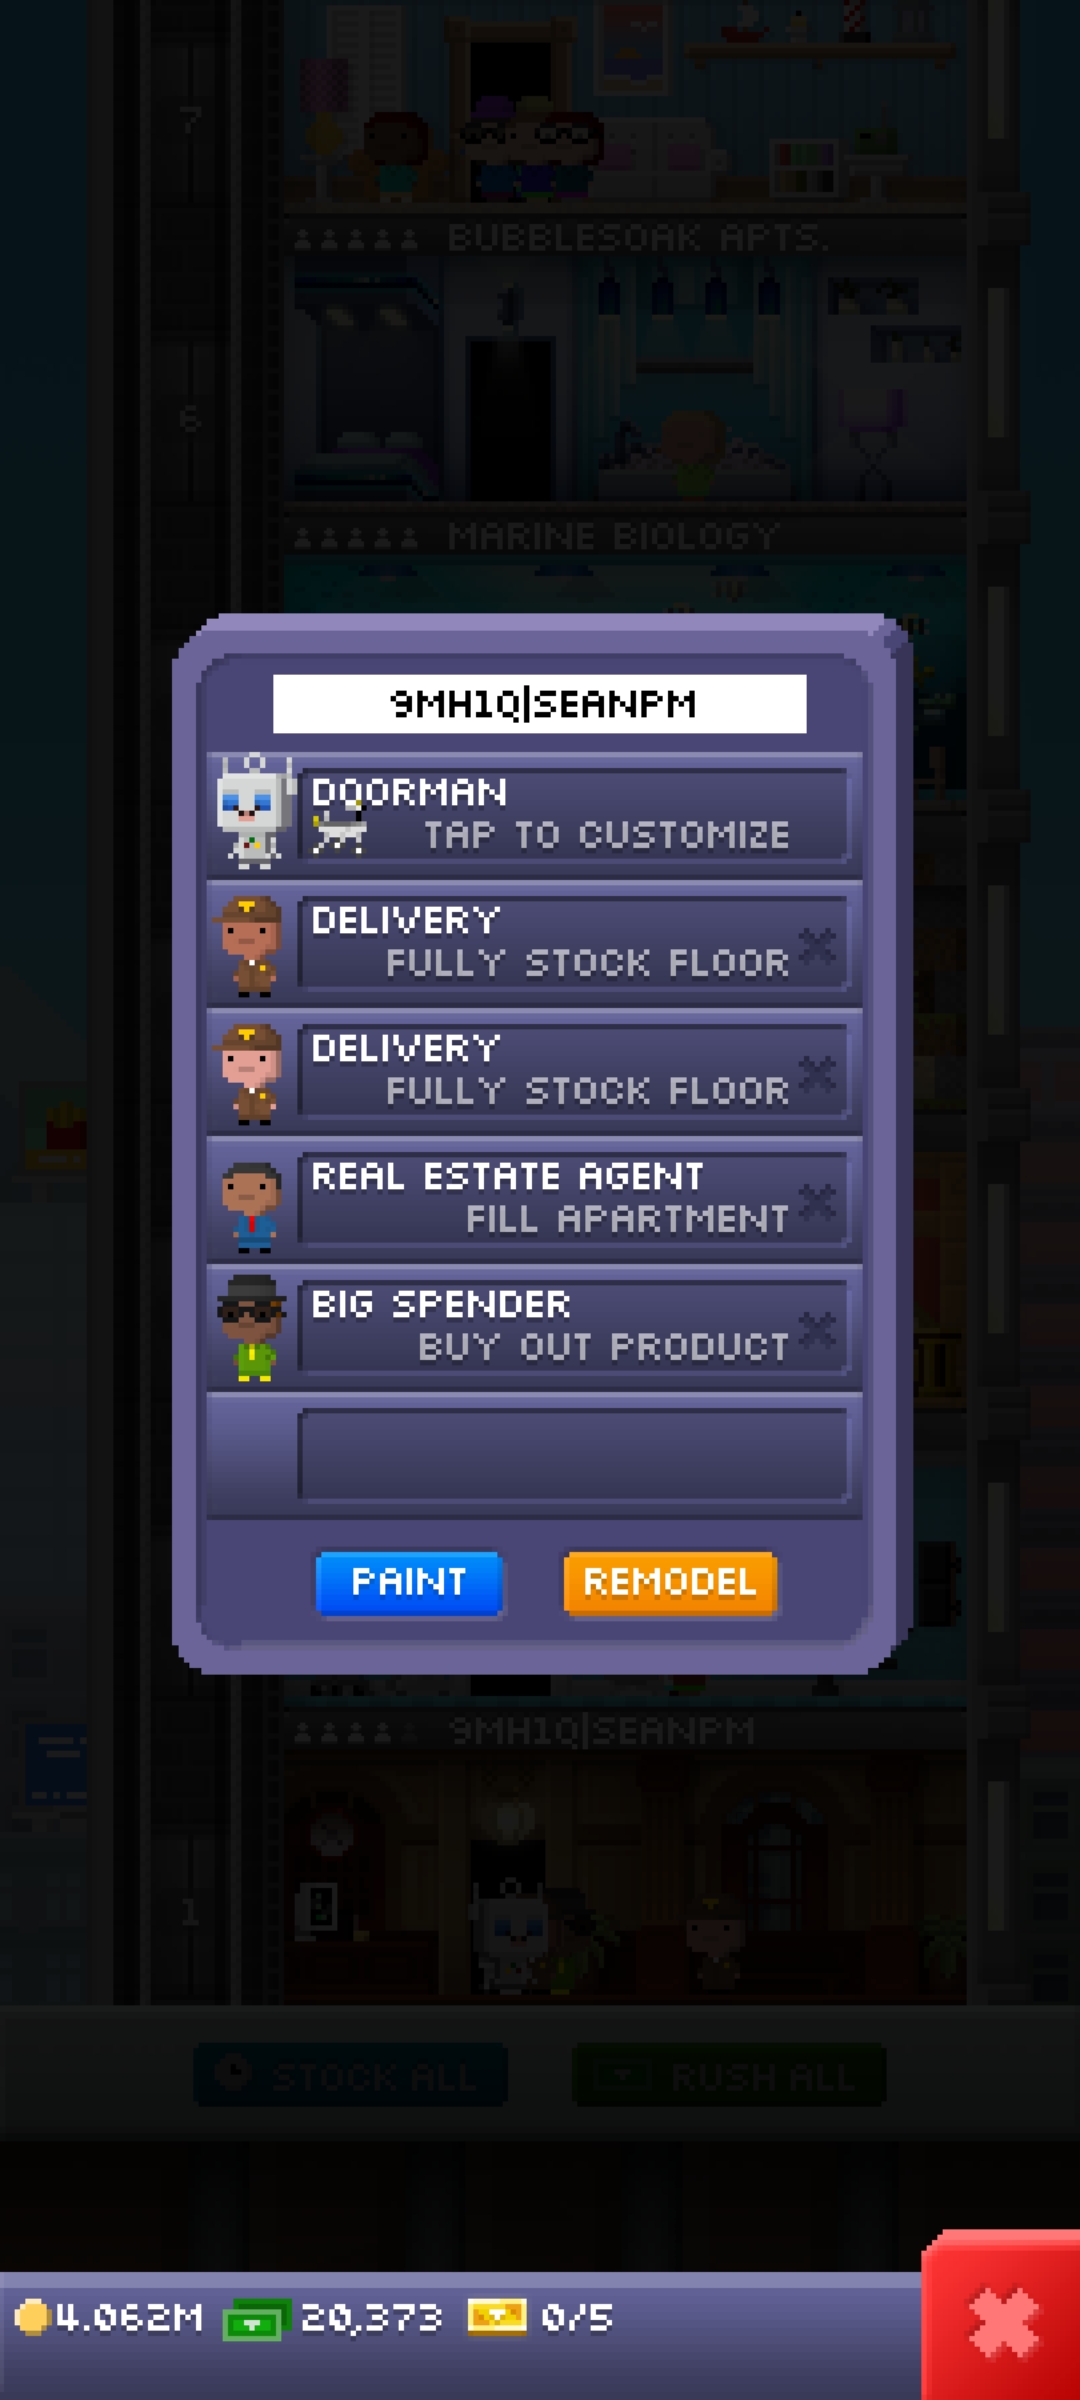 7
BUBBLESOAK APTS.
6
MARINE BIOLOGY
9MH1Q|SEANPM
DOORMAN
TAP TO CUSTOMIZE
DELIVERY
FULLY STOCK FLOOR
DELIVERY
FULLY STOCK FLOOR
REAL ESTATE AGENT
FILL APARTMENT
BIG SPENDER
BUY OUT PRODUCT
PAINT
REMODEL
9MH1Q|SEANPM
1
STOCK ALL
RUSH ALL
4.062M
20,373
0/5